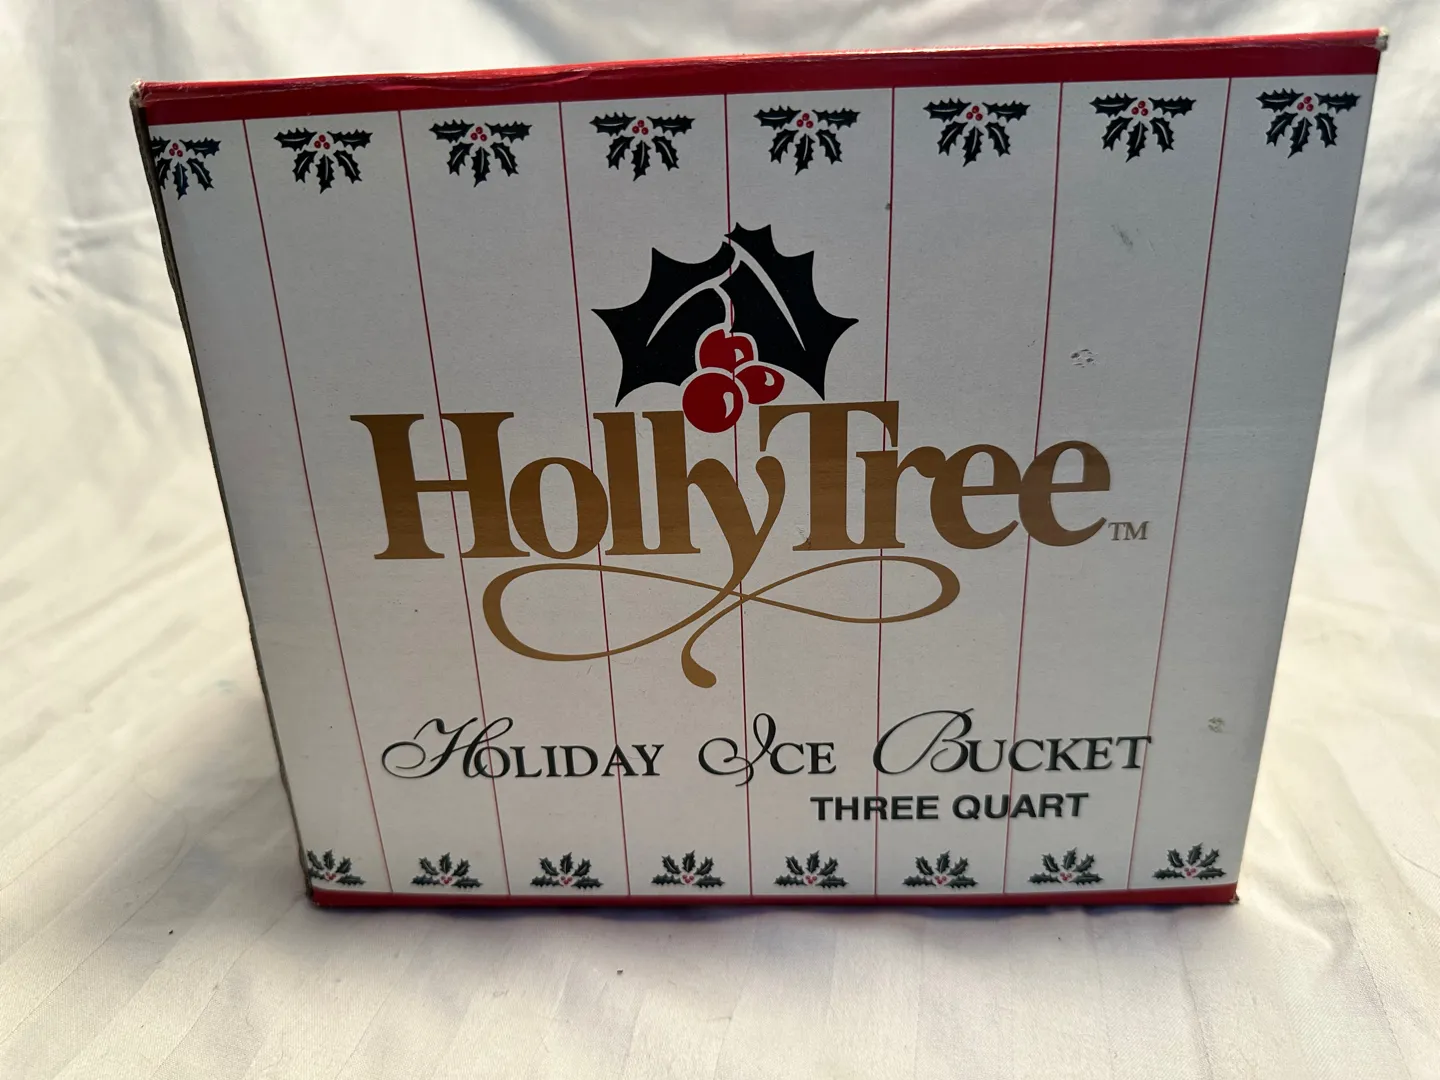 HollyTree™
HOLIDAY ICE BUCKET
THREE QUART